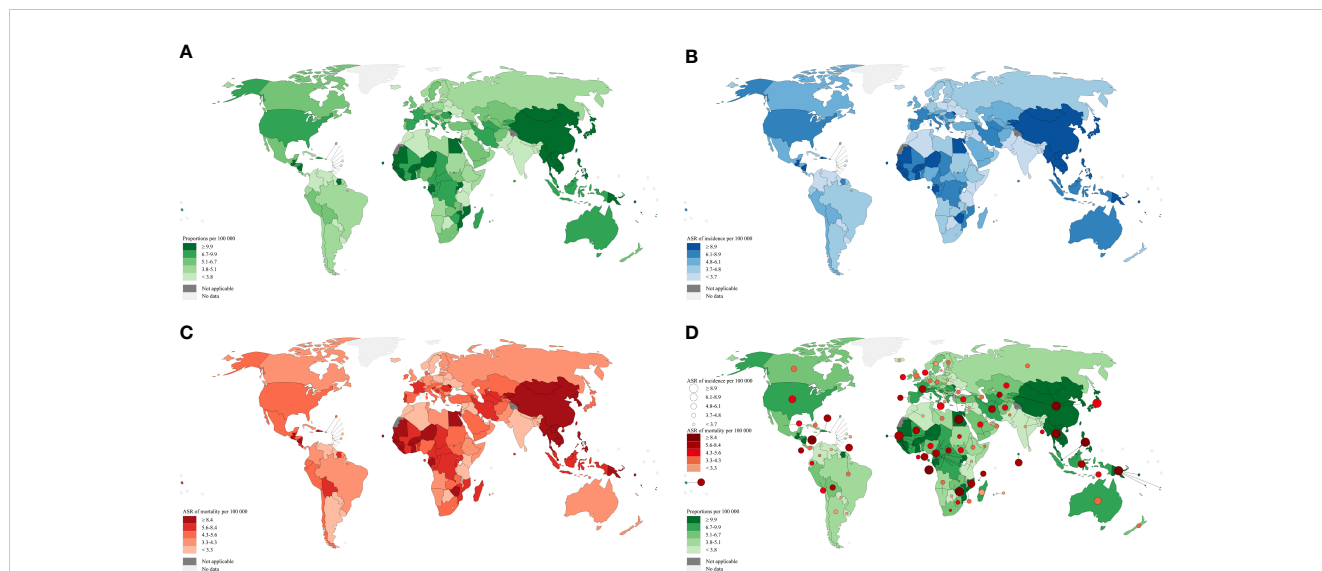 A
Proportions per 100 000
≥ 9.9
6.7-9.9
5.1-6.7
3.8-5.1
< 3.8
Not applicable
No data
B
ASR of incidence per 100 000
≥ 8.9
6.1-8.9
4.8-6.1
3.7-4.8
< 3.7
Not applicable
No data
C
ASR of mortality per 100 000
≥ 8.4
5.6-8.4
4.3-5.6
3.3-4.3
< 3.3
Not applicable
No data
D
ASR of incidence per 100 000
≥ 8.9
6.1-8.9
4.8-6.1
3.7-4.8
< 3.7
ASR of mortality per 100 000
≥ 8.4
5.6-8.4
4.3-5.6
3.3-4.3
< 3.3
Proportions per 100 000
≥ 9.9
6.7-9.9
5.1-6.7
3.8-5.1
< 3.8
Not applicable
No data